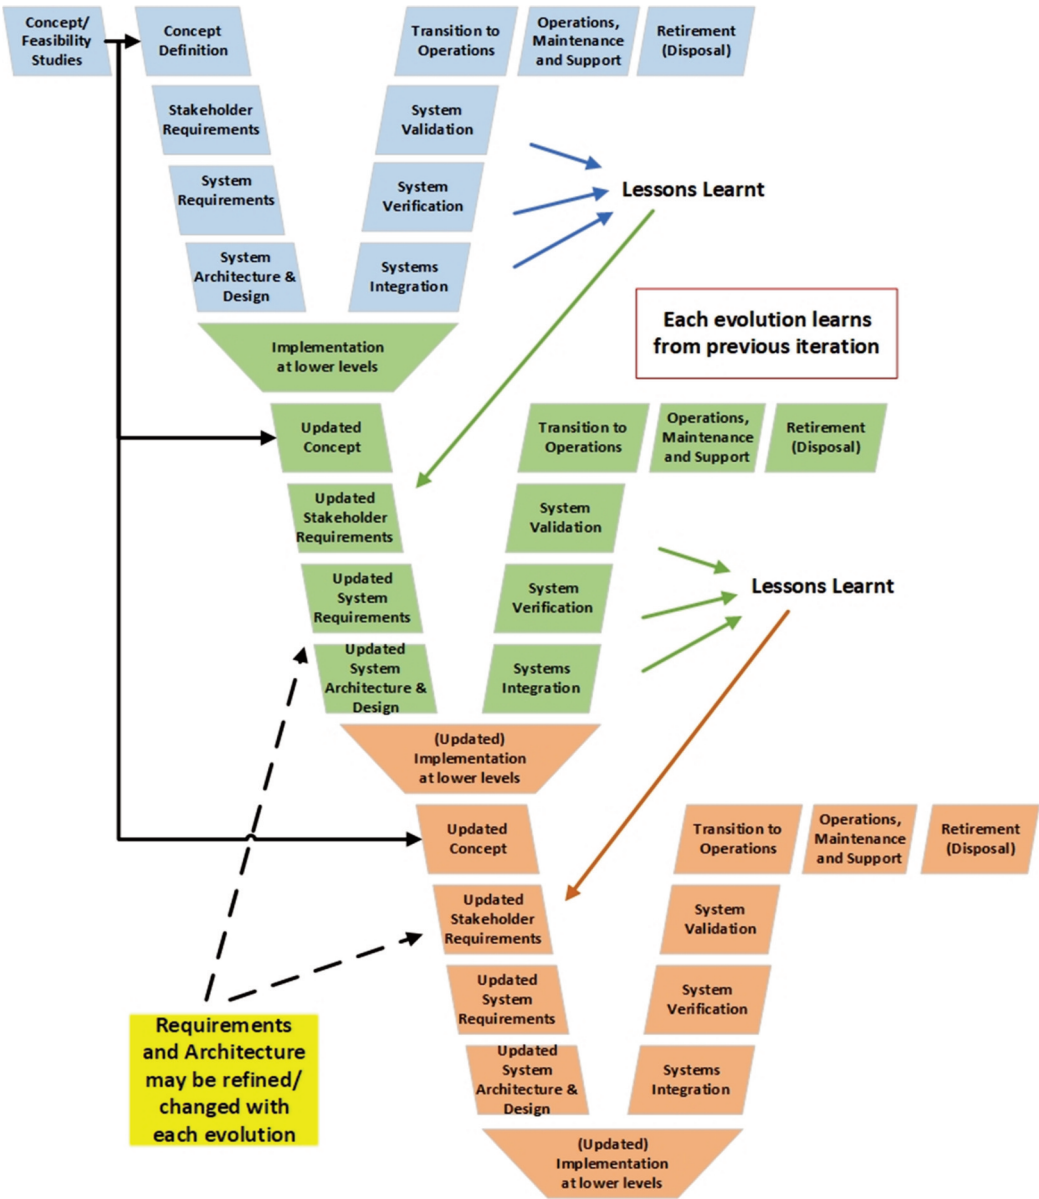 Concept/
Feasibility
Studies
Concept
Definition
Transition to
Operations
Operations,
Maintenance
and Support
Retirement
(Disposal)
Stakeholder
Requirements
System
Validation
System
Requirements
System
Verification
Lessons Learnt
System
Architecture &
Design
Systems
Integration
Each evolution learns
from previous iteration
Implementation
at lower levels
Updated
Concept
Transition to
Operations
Operations,
Maintenance
and Support
Retirement
(Disposal)
Updated
Stakeholder
Requirements
System
Validation
Updated
System
Requirements
System
Verification
Lessons Learnt
Updated
System
Architecture &
Design
Systems
Integration
(Updated)
Implementation
at lower levels
Updated
Concept
Transition to
Operations
Operations,
Maintenance
and Support
Retirement
(Disposal)
Updated
Stakeholder
Requirements
System
Validation
Updated
System
Requirements
System
Verification
Requirements
and Architecture
may be refined/
changed with
each evolution
Updated
System
Architecture &
Design
Systems
Integration
(Updated)
Implementation
at lower levels